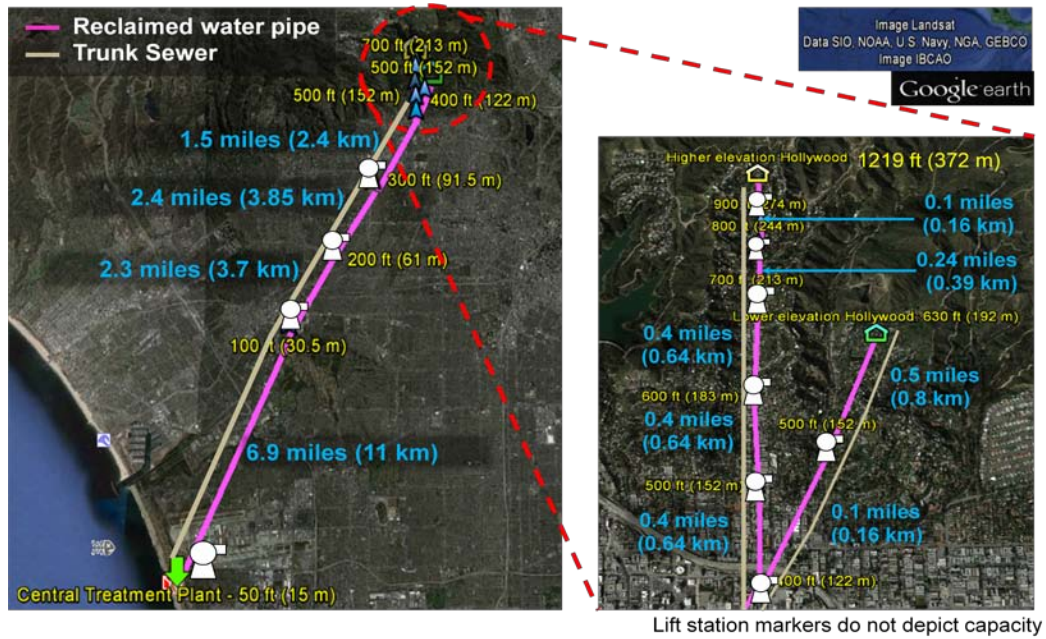 Reclaimed water pipe
Trunk Sewer
700 ft (213 m)
500 ft (152 m)
500 ft (152 m)
400 ft (122 m)
1.5 miles (2.4 km)
300 ft (91.5 m)
2.4 miles (3.85 km)
200 ft (61 m)
2.3 miles (3.7 km)
100 ft (30.5 m)
6.9 miles (11 km)
Central Treatment Plant - 50 ft (15 m)
Image Landsat
Data SIO, NOAA, U.S. Navy, NGA, GEBCO
Image IBCAO
Google earth
Higher elevation Hollywood 1219 ft (372 m)
900 ft (274 m)
0.1 miles
(0.16 km)
800 ft (244 m)
0.24 miles
(0.39 km)
700 ft (213 m)
Lower elevation Hollywood- 630 ft (192 m)
0.4 miles
(0.64 km)
0.5 miles
(0.8 km)
600 ft (183 m)
0.4 miles
(0.64 km)
500 ft (152 m)
500 ft (152 m)
0.4 miles
(0.64 km)
0.1 miles
(0.16 km)
400 ft (122 m)
Lift station markers do not depict capacity